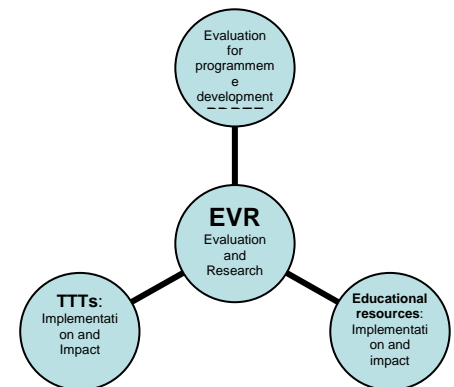 Evaluation
for
programmem
e
development
EVR
Evaluation
and
Research
TTTs:
Implementati
on and
Impact
Educational
resources:
Implementati
on and
impact